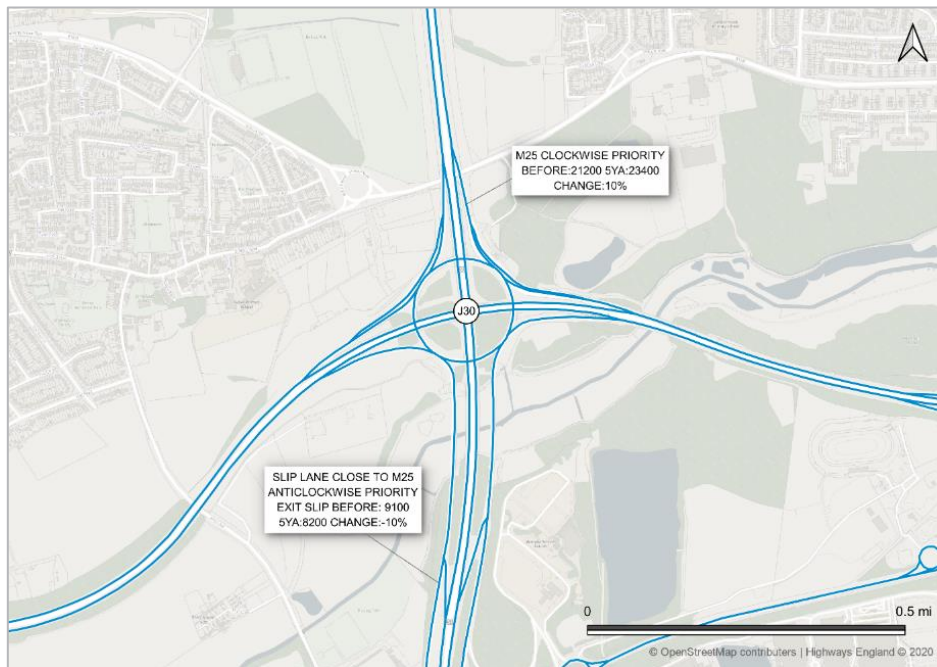 M25 CLOCKWISE PRIORITY
BEFORE:21200 5YA:23400
CHANGE:10%
J30
SLIP LANE CLOSE TO M25
ANTICLOCKWISE PRIORITY
EXIT SLIP BEFORE: 9100
5YA:8200 CHANGE:-10%
0
0.5 mi
© OpenStreetMap contributers | Highways England © 2020